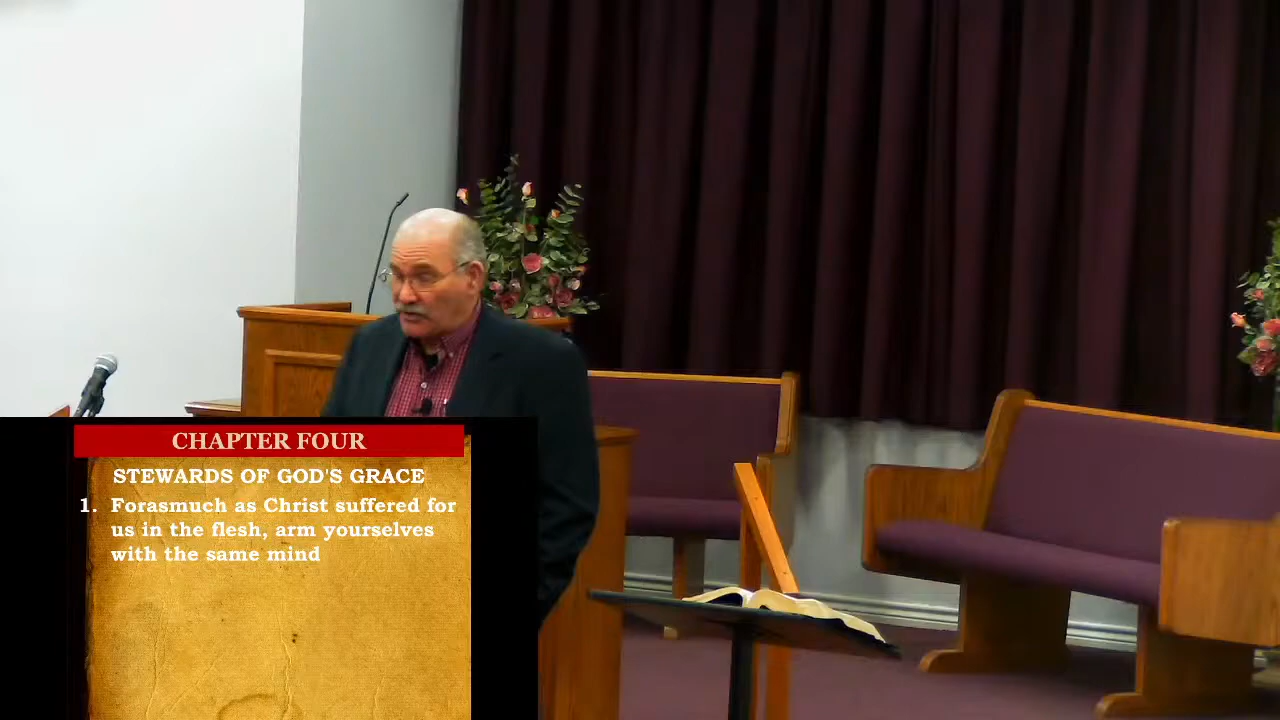 CHAPTER FOUR
STEWARDS OF GOD'S GRACE
1. Forasmuch as Christ suffered for
us in the flesh, arm yourselves
with the same mind